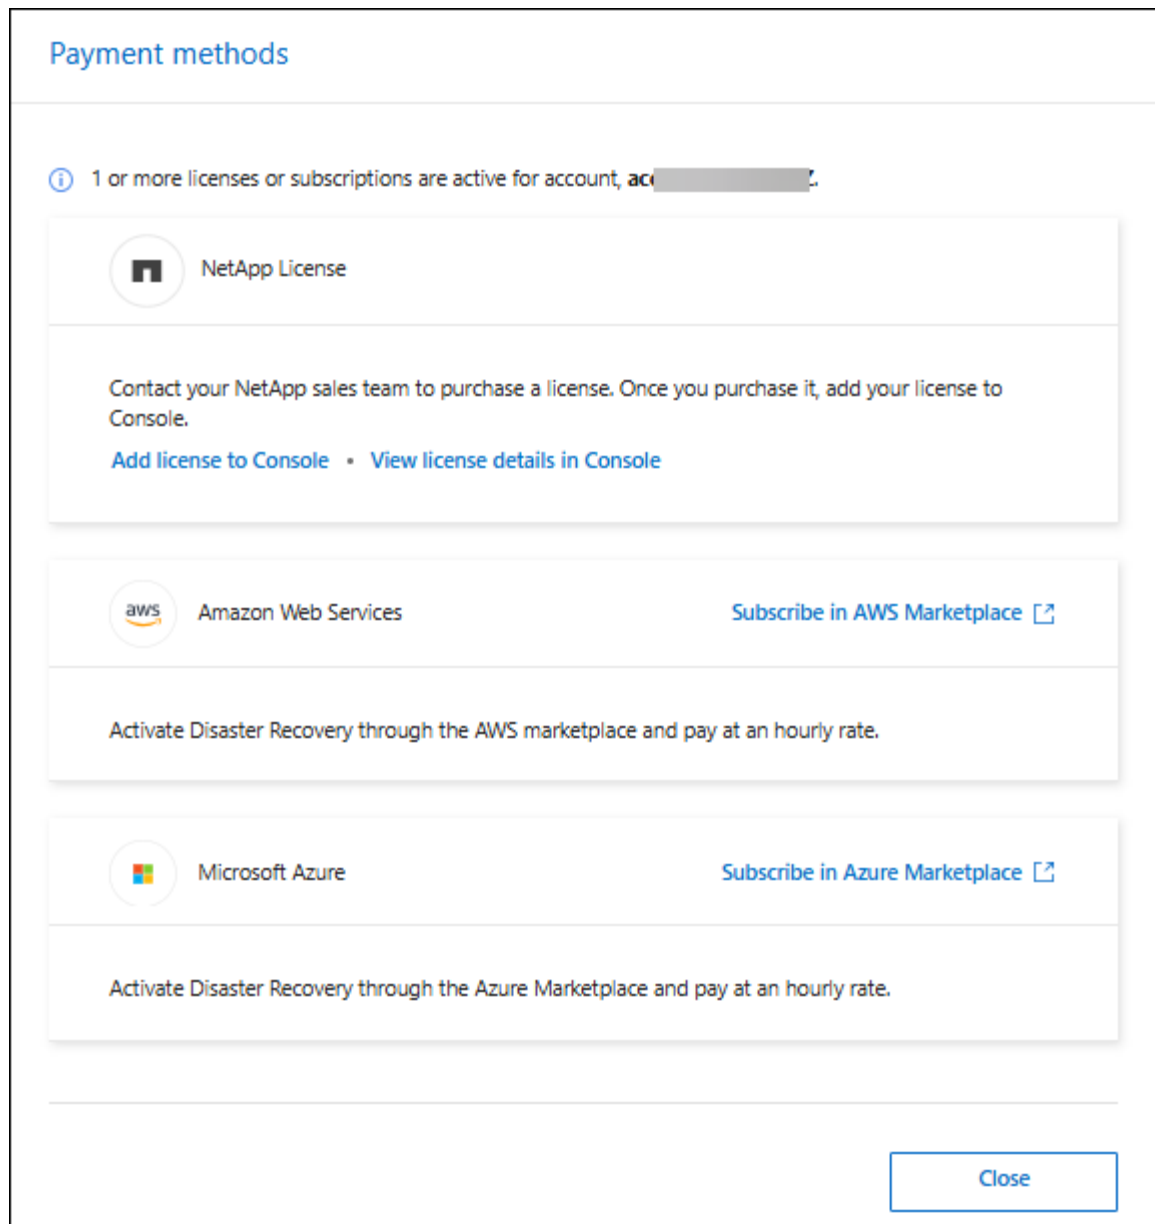 Payment methods
1 or more licenses or subscriptions are active for account,
NetApp License
Contact your NetApp sales team to purchase a license. Once you purchase it, add your license to
Console.
Add license to Console • View license details in Console
aws
Amazon Web Services
Subscribe in AWS Marketplace
Activate Disaster Recovery through the AWS marketplace and pay at an hourly rate.
Microsoft Azure
Subscribe in Azure Marketplace
Activate Disaster Recovery through the Azure Marketplace and pay at an hourly rate.
Close